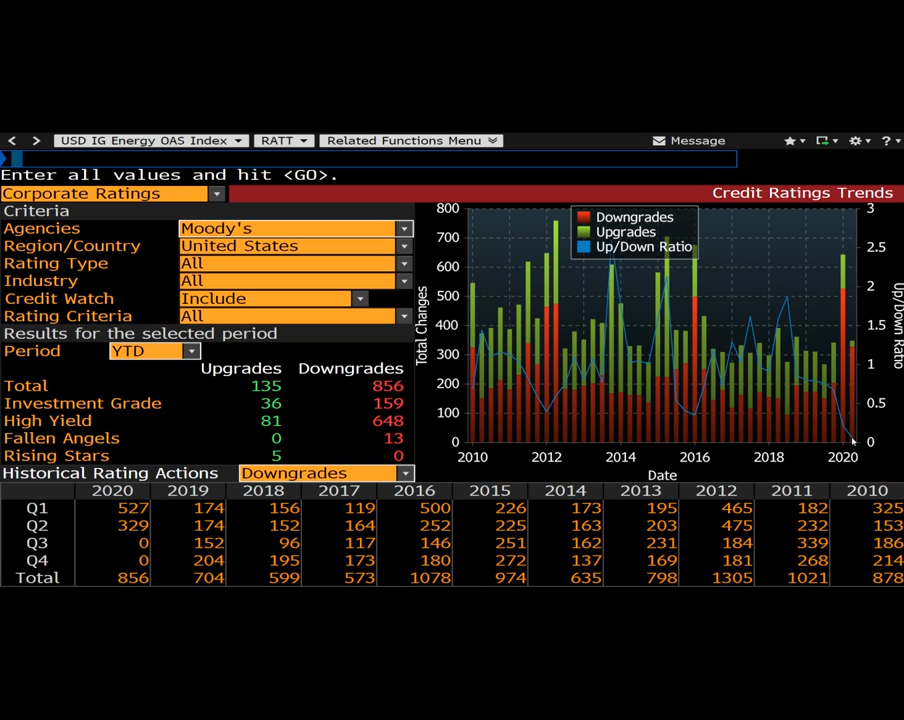 USD IG Energy OAS Index RATT Related Functions Menu Message ?
Enter all values and hit <GO>.
Corporate Ratings Credit Ratings Trends
Criteria
Agencies Moody's
Region/Country United States
Rating Type All
Industry All
Credit Watch Include
Rating Criteria All
Results for the selected period
Period YTD
Upgrades Downgrades
Total 135 856
Investment Grade 36 159
High Yield 81 648
Fallen Angels 0 13
Rising Stars 5 0
Downgrades
Upgrades
Up/Down Ratio
800
700
600
500
400
300
200
100
0
Total Changes
3
2.5
2
1.5
1
0.5
0
Up/Down Ratio
2010 2012 2014 2016 2018 2020
Date
Historical Rating Actions Downgrades
2020 2019 2018 2017 2016 2015 2014 2013 2012 2011 2010
Q1 527 174 156 119 500 226 173 195 465 182 325
Q2 329 174 152 164 252 225 163 203 475 232 153
Q3 0 152 96 117 146 251 162 231 184 339 186
Q4 0 204 195 173 180 272 137 169 181 268 214
Total 856 704 599 573 1078 974 635 798 1305 1021 878